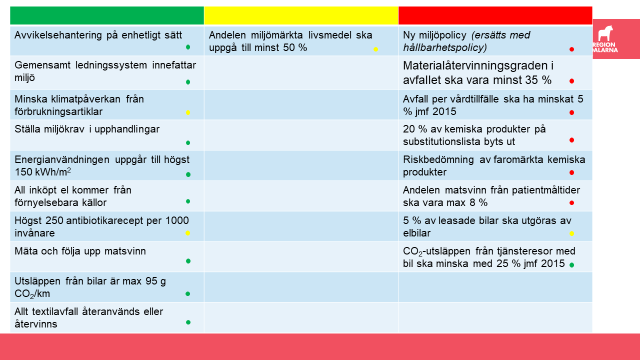 Avvikelsehantering på enhetligt sätt
Gemensamt ledningssystem innefattar
miljö
Minska klimatpåverkan från
förbrukningsartiklar
Ställa miljökrav i upphandlingar
Energianvändningen uppgår till högst
150 kWh/m²
All inköpt el kommer från
förnyelsebara källor
Högst 250 antibiotikarecept per 1000
invånare
Mäta och följa upp matsvinn
Utsläppen från bilar är max 95 g
CO₂/km
Allt textilavfall återanvänds eller
återvinns
Andelen miljömärkta livsmedel ska
uppgå till minst 50 %
Ny miljöpolicy (ersätts med
hållbarhetspolicy)
Materialåtervinningsgraden i
avfallet ska vara minst 35 %
Avfall per vårdtillfälle ska ha minskat 5
% jmf 2015
20 % av kemiska produkter på
substitutionslista byts ut
Riskbedömning av faromärkta kemiska
produkter
Andelen matsvinn från patientmåltider
ska vara max 8 %
5 % av leasade bilar ska utgöras av
elbilar
CO₂-utsläppen från tjänsteresor med
bil ska minska med 25 % jmf 2015
REGION
DALARNA